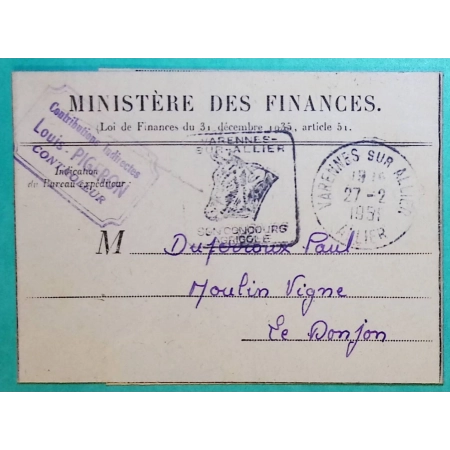 MINISTÈRE DES FINANCES.
(Loi de Finances du 31 décembre 1935, article 51.)
Contributions Indirectes
Louis PIGERON
CONTROLEUR
Indication
du Bureau expéditeur:
VARENNES-
SUR-ALLIER
SON CONCOURS
AGRICOLE
VARENNES SUR ALLIER
27-2
1951
ALLIER
M Duferroux Paul
Moulin Vigne
Le Donjon